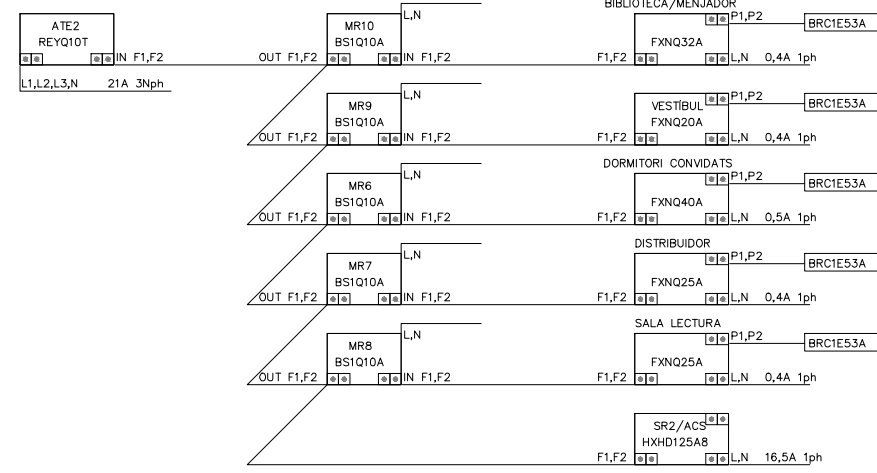 BIBLIOTECA/MENJADOR
ATE2
REYQ10T
IN F1,F2
L1,L2,L3,N 21A 3Nph
MR10
BS1Q10A
L,N
OUT F1,F2
IN F1,F2
FXNQ32A
P1,P2
BRC1E53A
F1,F2
L,N 0,4A 1ph
MR9
BS1Q10A
L,N
OUT F1,F2
IN F1,F2
VESTÍBUL
FXNQ20A
P1,P2
BRC1E53A
F1,F2
L,N 0,4A 1ph
DORMITORI CONVIDATS
MR6
BS1Q10A
L,N
OUT F1,F2
IN F1,F2
FXNQ40A
P1,P2
BRC1E53A
F1,F2
L,N 0,5A 1ph
DISTRIBUIDOR
MR7
BS1Q10A
L,N
OUT F1,F2
IN F1,F2
FXNQ25A
P1,P2
BRC1E53A
F1,F2
L,N 0,4A 1ph
SALA LECTURA
MR8
BS1Q10A
L,N
OUT F1,F2
IN F1,F2
FXNQ25A
P1,P2
BRC1E53A
F1,F2
L,N 0,4A 1ph
SR2/ACS
HXHD125A8
F1,F2
L,N 16,5A 1ph